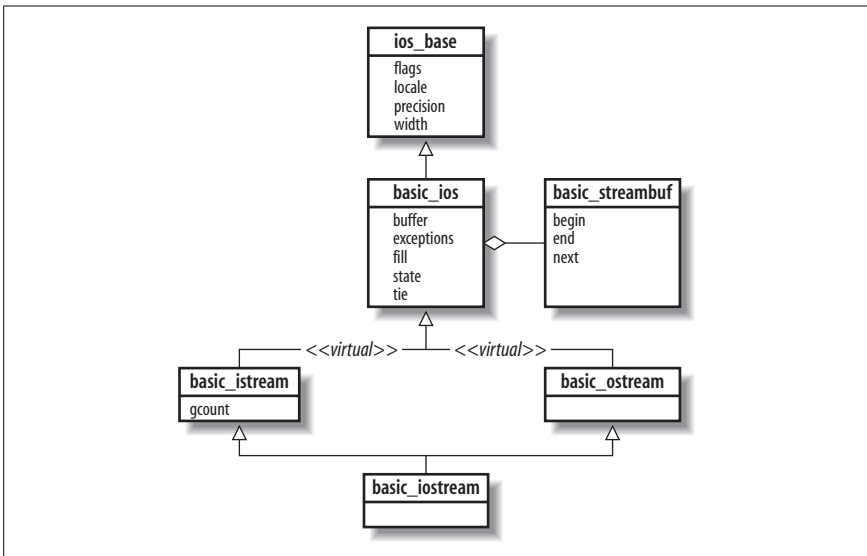 ios_base
flags
locale
precision
width
basic_ios
buffer
exceptions
fill
state
tie
basic_streambuf
begin
end
next
<<virtual>>
<<virtual>>
basic_istream
gcount
basic_ostream
basic_iostream